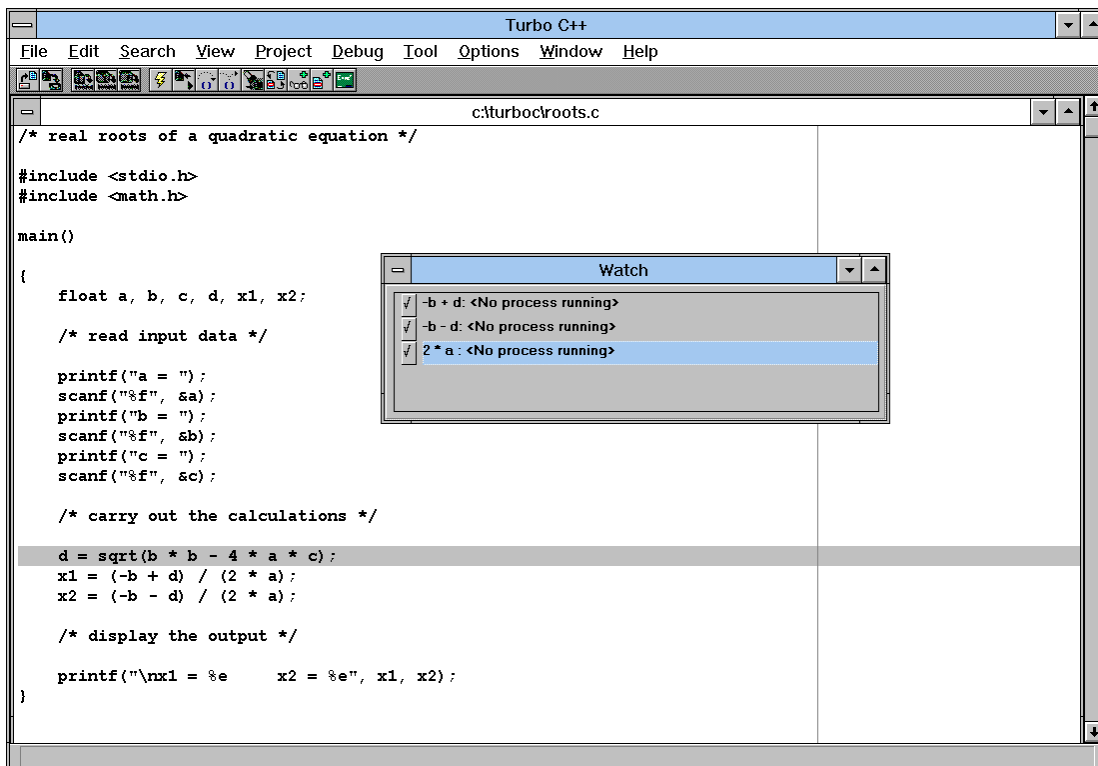 Turbo C++
File Edit Search View Project Debug Tool Options Window Help
c:\turboc\roots.c
/* real roots of a quadratic equation */
#include <stdio.h>
#include <math.h>
main()
{
float a, b, c, d, x1, x2;
/* read input data */
printf("a = ");
scanf("%f", &a);
printf("b = ");
scanf("%f", &b);
printf("c = ");
scanf("%f", &c);
/* carry out the calculations */
d = sqrt(b * b - 4 * a * c);
x1 = (-b + d) / (2 * a);
x2 = (-b - d) / (2 * a);
/* display the output */
printf("\nx1 = %e     x2 = %e", x1, x2);
}
Watch
-b + d: <No process running>
-b - d: <No process running>
2 * a : <No process running>